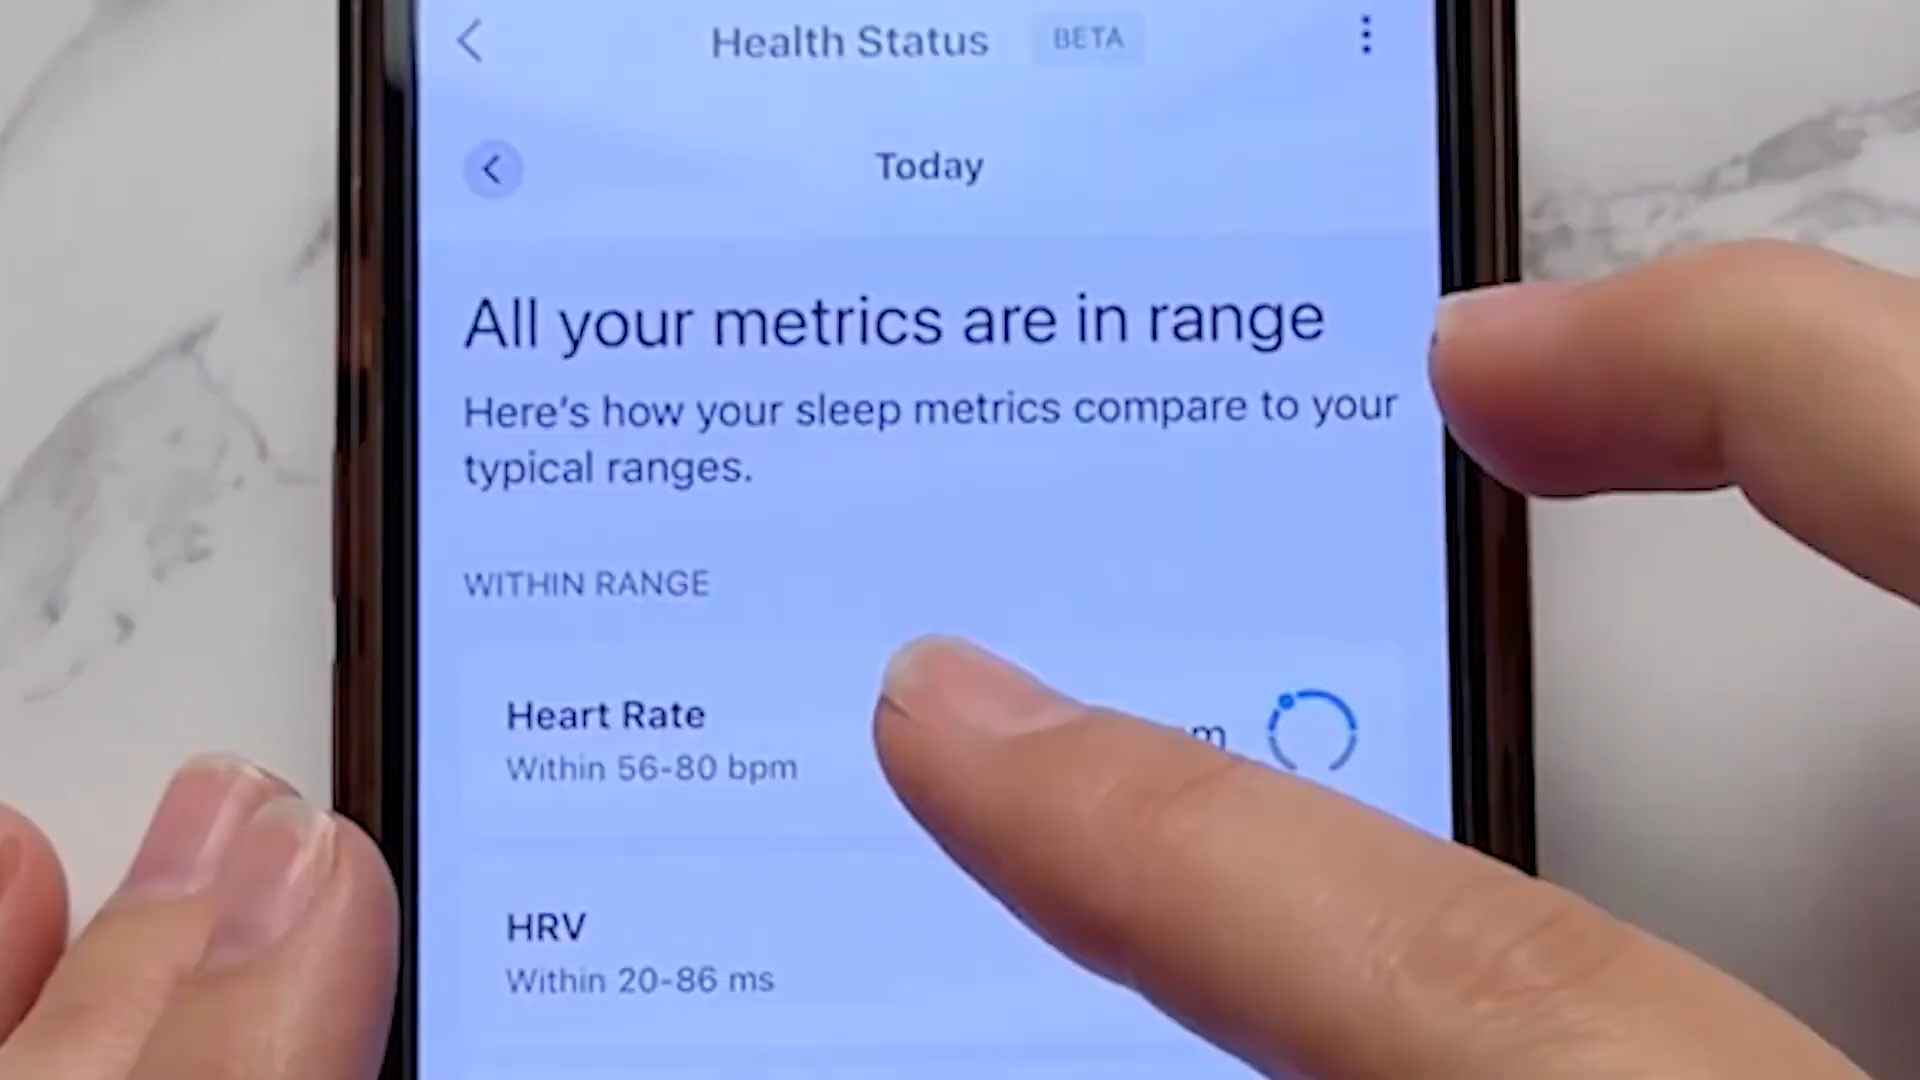 Health Status BETA
Today
All your metrics are in range
Here's how your sleep metrics compare to your
typical ranges.
WITHIN RANGE
Heart Rate
Within 56-80 bpm
HRV
Within 20-86 ms